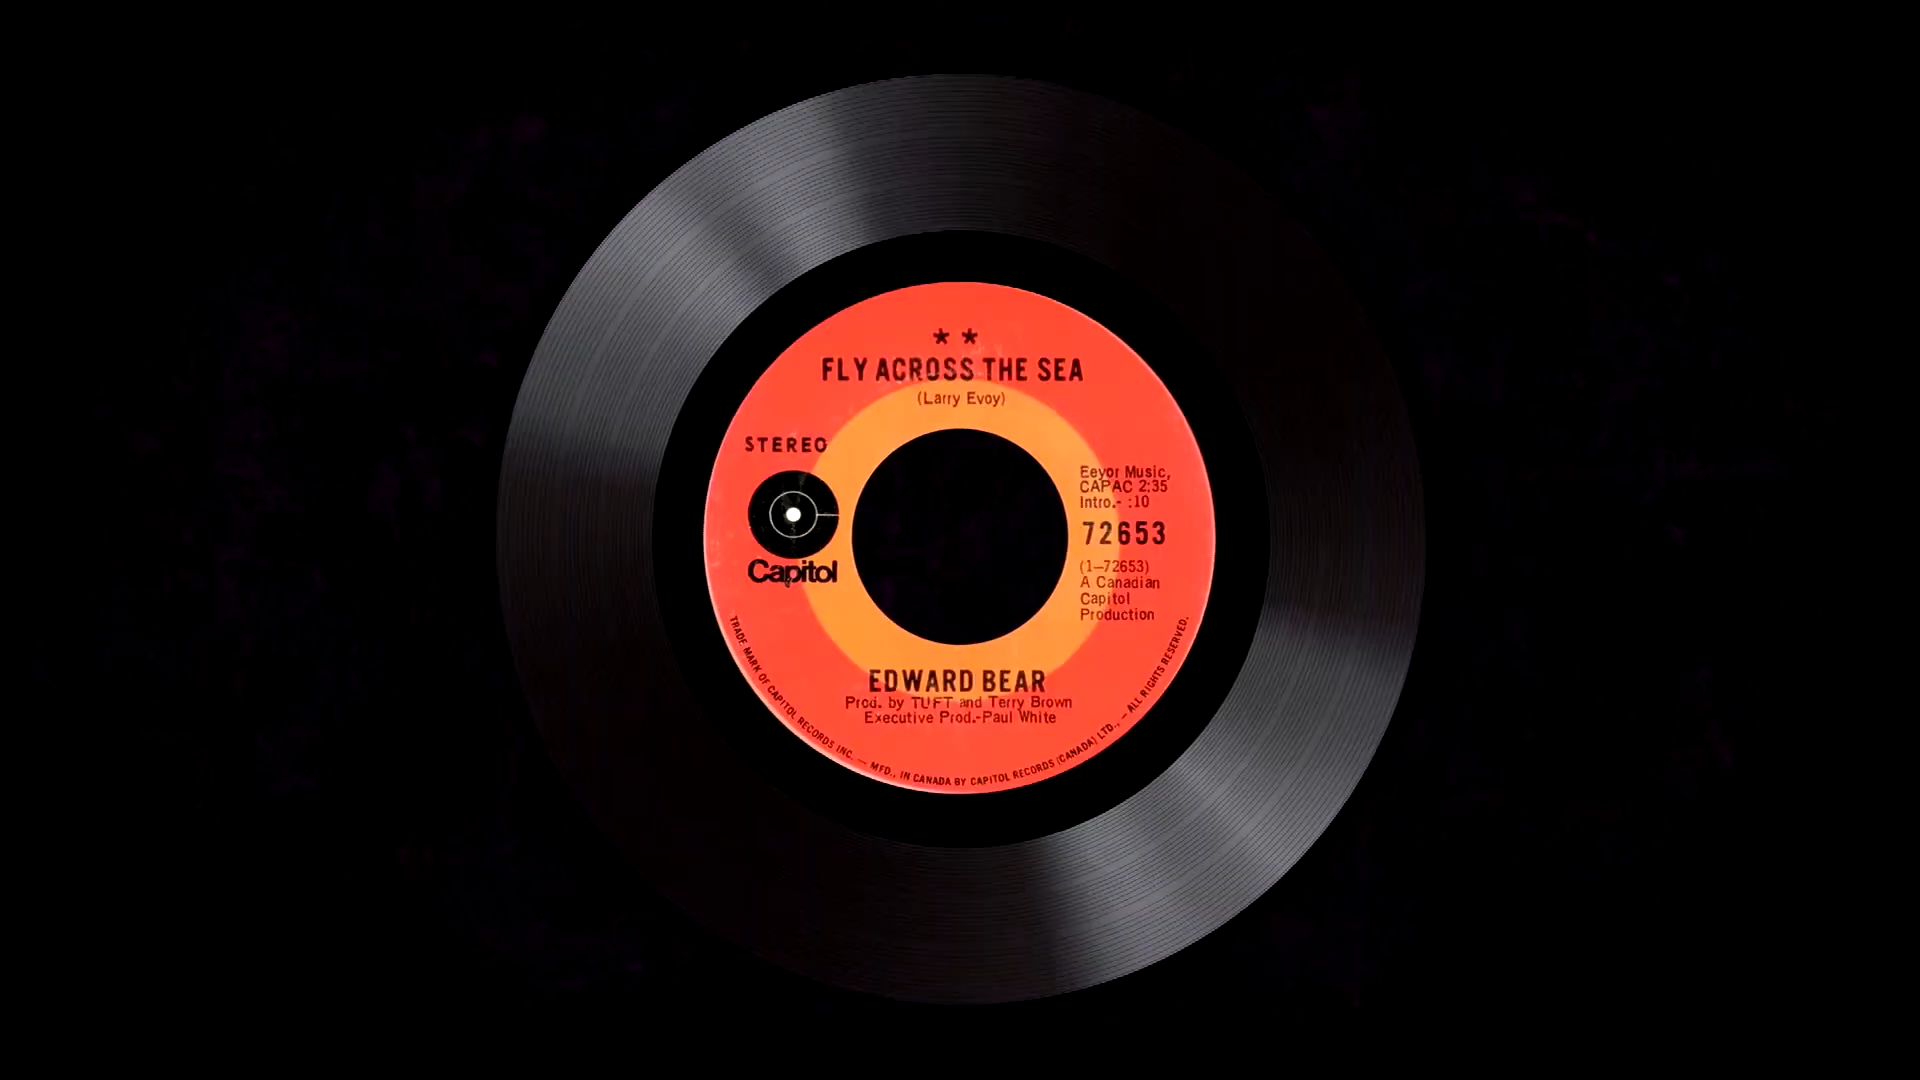 * *
FLY ACROSS THE SEA
(Larry Evoy)
STEREO
Capitol
Eeyor Music,
CAPAC 2:35
Intro.- :10
72653
(1—72653)
A Canadian
Capitol
Production
EDWARD BEAR
Prod. by TUFT and Terry Brown
Executive Prod.-Paul White
TRADE MARK OF CAPITOL RECORDS INC. — MFD., IN CANADA BY CAPITOL RECORDS (CANADA) LTD., — ALL RIGHTS RESERVED.